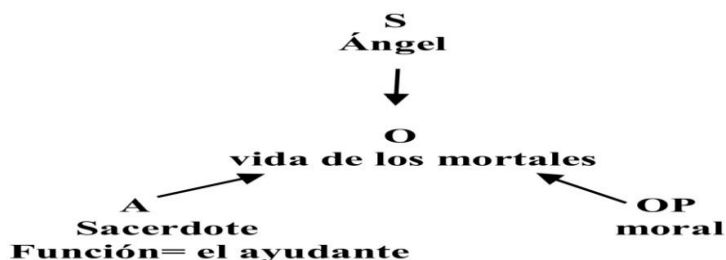 S
Ángel
O
vida de los mortales
A
Sacerdote
Función= el ayudante
OP
moral